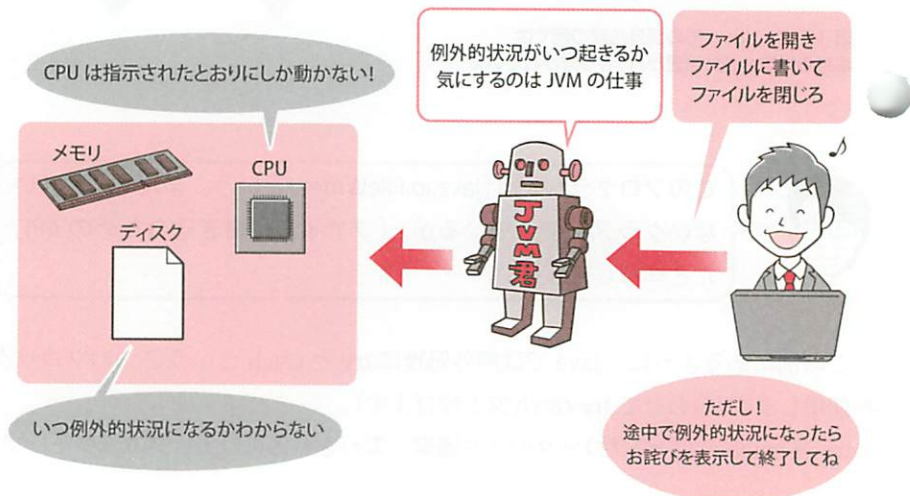 CPU は指示されたとおりにしか動かない!
例外的状況がいつ起きるか
気にするのは JVM の仕事
ファイルを開き
ファイルに書いて
ファイルを閉じろ
メモリ
CPU
ディスク
JVM君
いつ例外的状況になるかわからない
ただし!
途中で例外的状況になったら
お詫びを表示して終了してね